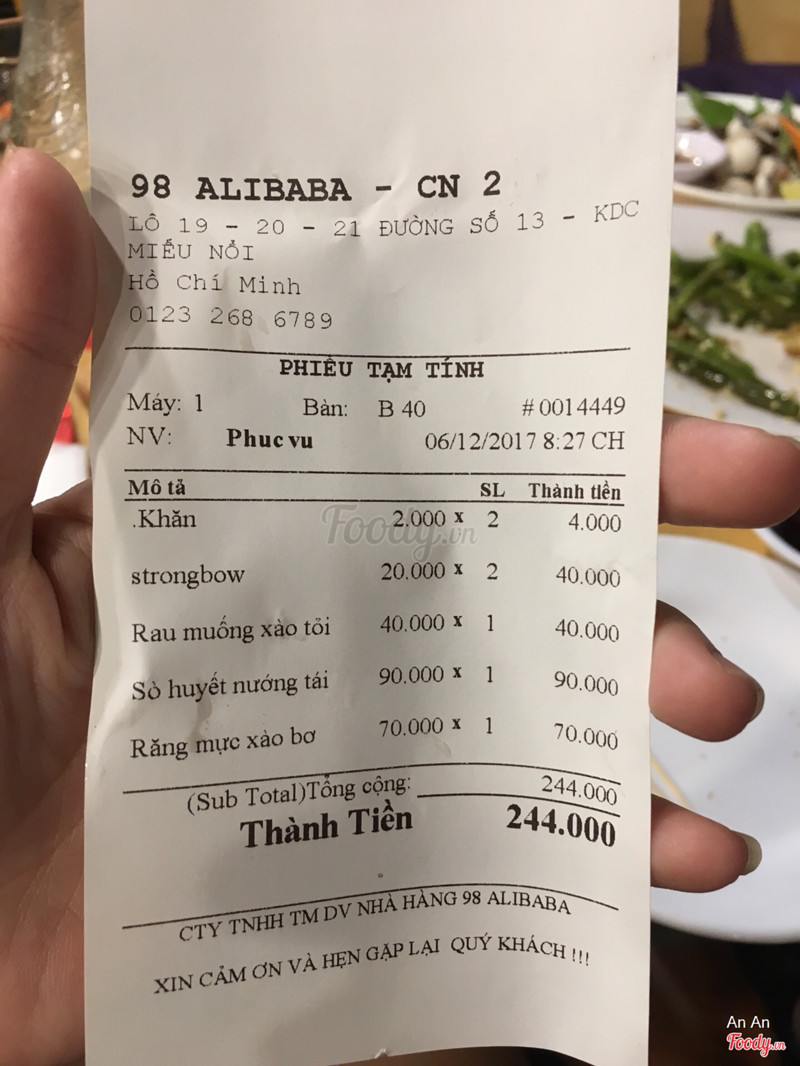 98 ALIBABA - CN 2
LÔ 19 - 20 - 21 ĐƯỜNG SỐ 13 - KDC
MIẾU NỔI
Hồ Chí Minh
0123 268 6789
PHIẾU TẠM TÍNH
Máy: 1 Bàn: B 40 # 0014449
NV: Phuc vu 06/12/2017 8:27 CH
Mô tả SL Thành tiền
.Khăn 2.000 x 2 4.000
Foody.vn
strongbow 20.000 x 2 40.000
Rau muống xào tỏi 40.000 x 1 40.000
Sò huyết nướng tái 90.000 x 1 90.000
Răng mực xào bơ 70.000 x 1 70.000
(Sub Total)Tổng cộng: 244.000
Thành Tiền 244.000
CTY TNHH TM DV NHÀ HÀNG 98 ALIBABA
XIN CẢM ƠN VÀ HẸN GẶP LẠI QUÝ KHÁCH !!!
An An
Foody.vn